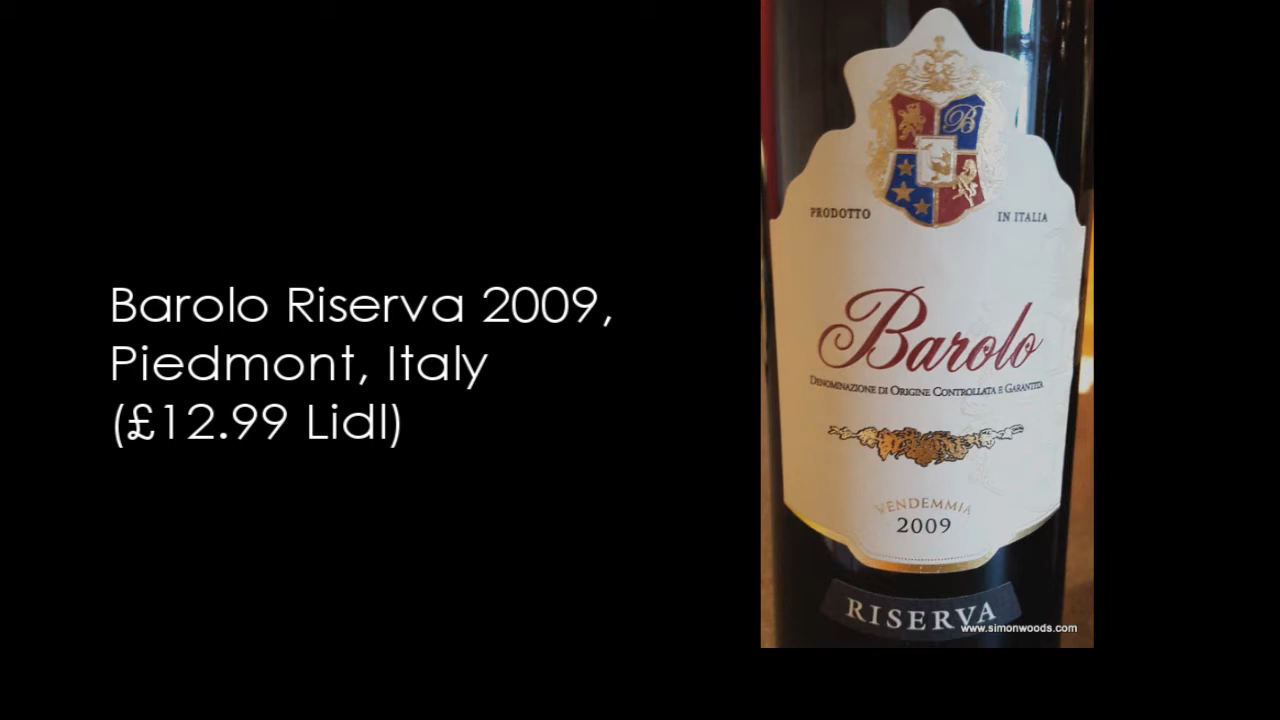 Barolo Riserva 2009,
Piedmont, Italy
(£12.99 Lidl)
B
PRODOTTO IN ITALIA
Barolo
DENOMINAZIONE DI ORIGINE CONTROLLATA E GARANTITA
VENDEMMIA
2009
RISERVA
www.simonwoods.com